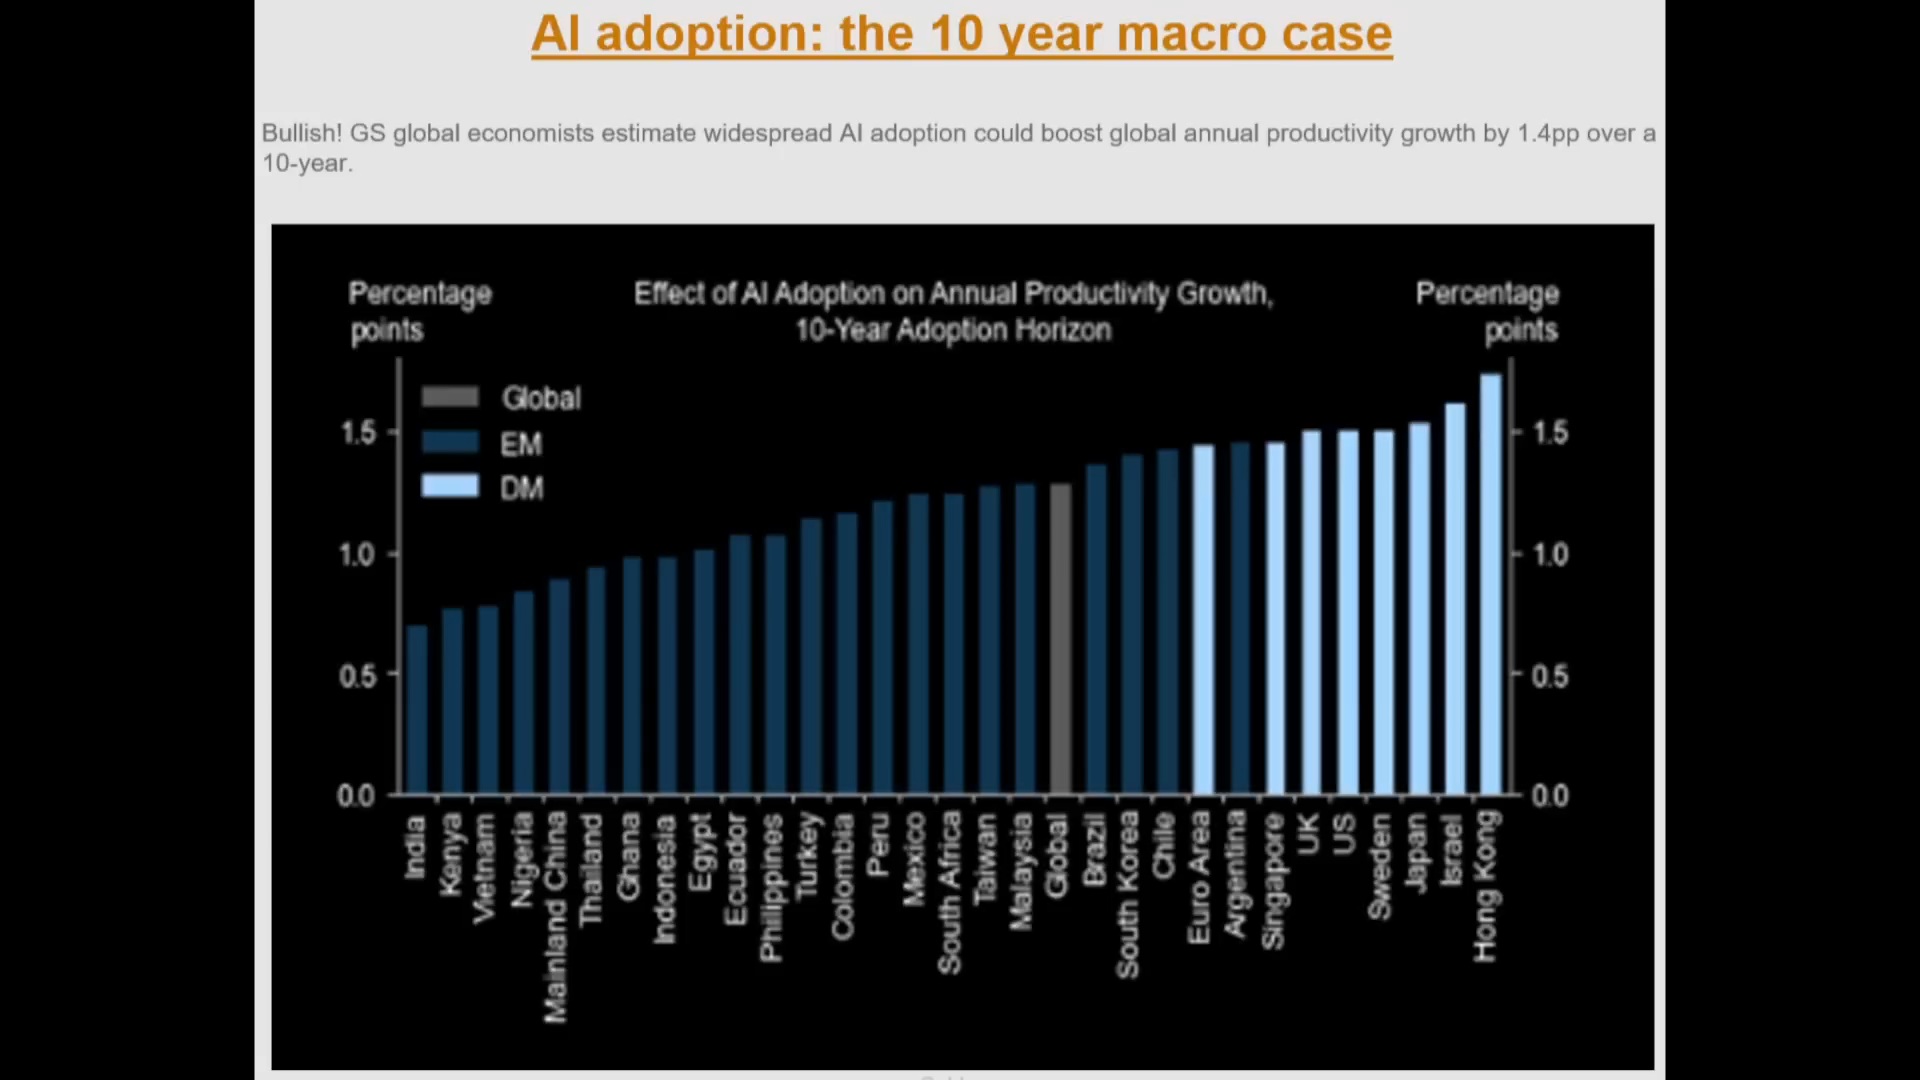 AI adoption: the 10 year macro case
Bullish! GS global economists estimate widespread AI adoption could boost global annual productivity growth by 1.4pp over a
10-year.
Percentage
points
Effect of AI Adoption on Annual Productivity Growth,
10-Year Adoption Horizon
Percentage
points
Global
EM
DM
1.5
1.0
0.5
0.0
1.5
1.0
0.5
0.0
India
Kenya
Vietnam
Nigeria
Mainland China
Thailand
Ghana
Indonesia
Egypt
Ecuador
Philippines
Turkey
Colombia
Peru
Mexico
South Africa
Taiwan
Malaysia
Global
Brazil
South Korea
Chile
Euro Area
Argentina
Singapore
UK
US
Sweden
Japan
Israel
Hong Kong